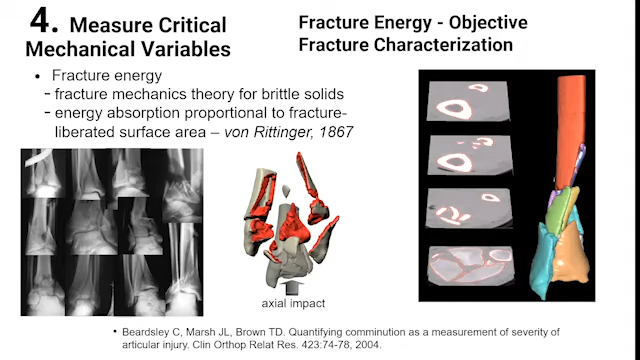 4. Measure Critical
Mechanical Variables
Fracture Energy - Objective
Fracture Characterization
• Fracture energy
- fracture mechanics theory for brittle solids
- energy absorption proportional to fracture-
liberated surface area – von Rittinger, 1867
axial impact
• Beardsley C, Marsh JL, Brown TD. Quantifying comminution as a measurement of severity of
articular injury. Clin Orthop Relat Res. 423:74-78, 2004.